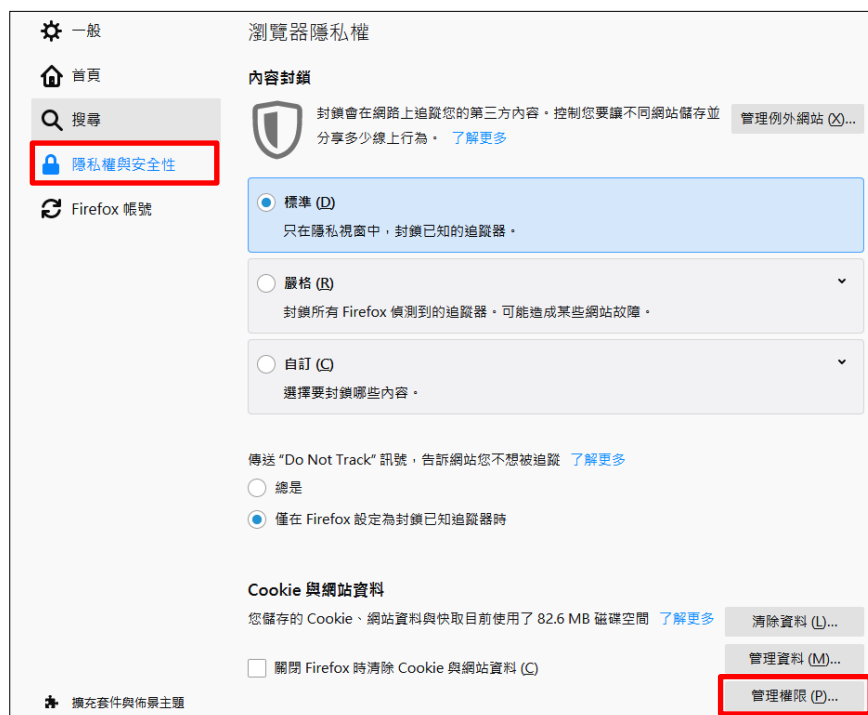 一般
首頁
搜尋
隱私權與安全性
Firefox 帳號
擴充套件與佈景主題
瀏覽器隱私權
內容封鎖
封鎖會在網路上追蹤您的第三方內容。控制您要讓不同網站儲存並
分享多少線上行為。 了解更多
管理例外網站 (X)...
標準 (D)
只在隱私視窗中，封鎖已知的追蹤器。
嚴格 (R)
封鎖所有 Firefox 偵測到的追蹤器。可能造成某些網站故障。
自訂 (C)
選擇要封鎖哪些內容。
傳送 “Do Not Track” 訊號，告訴網站您不想被追蹤 了解更多
總是
僅在 Firefox 設定為封鎖已知追蹤器時
Cookie 與網站資料
您儲存的 Cookie、網站資料與快取目前使用了 82.6 MB 磁碟空間 了解更多
清除資料 (L)...
管理資料 (M)...
關閉 Firefox 時清除 Cookie 與網站資料 (C)
管理權限 (P)...